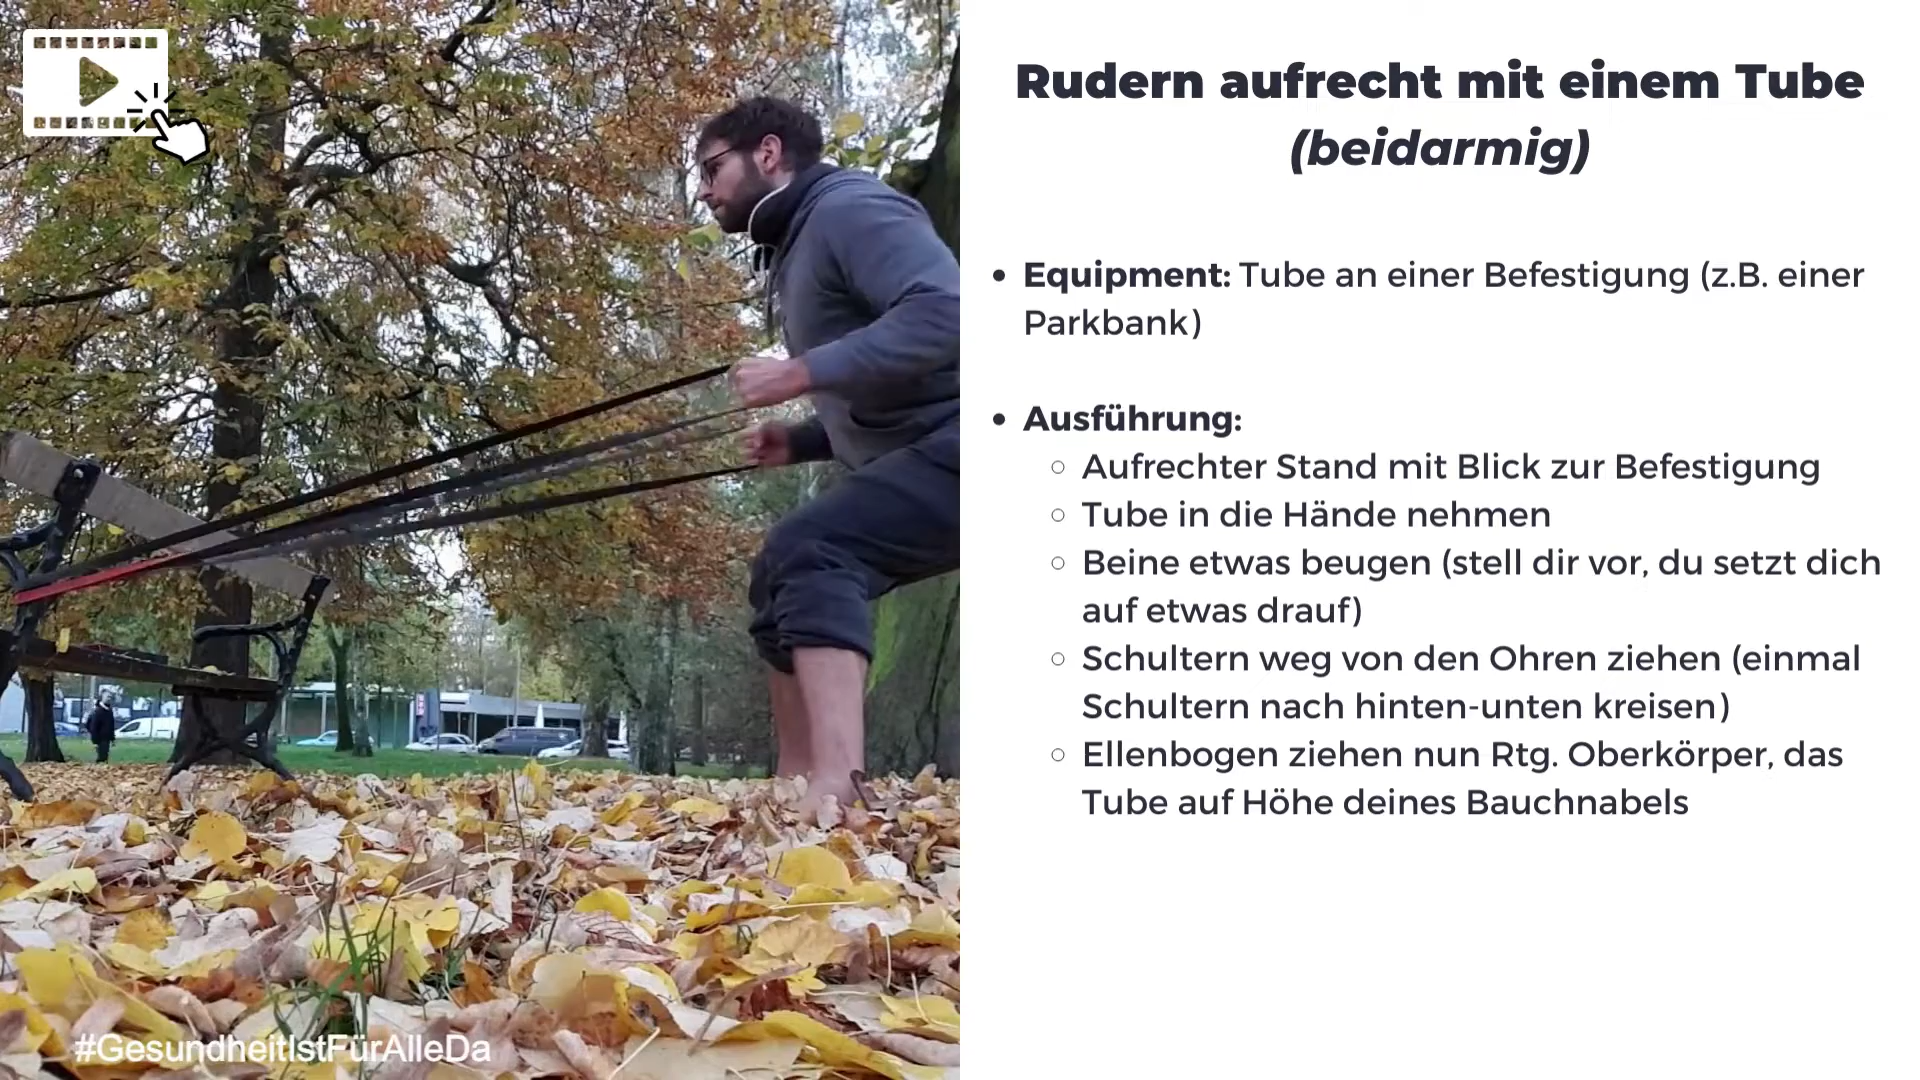 Rudern aufrecht mit einem Tube
(beidarmig)
• Equipment: Tube an einer Befestigung (z.B. einer
Parkbank)
• Ausführung:
○ Aufrechter Stand mit Blick zur Befestigung
○ Tube in die Hände nehmen
○ Beine etwas beugen (stell dir vor, du setzt dich
auf etwas drauf)
○ Schultern weg von den Ohren ziehen (einmal
Schultern nach hinten-unten kreisen)
○ Ellenbogen ziehen nun Rtg. Oberkörper, das
Tube auf Höhe deines Bauchnabels
#GesundheitIstFürAlleDa